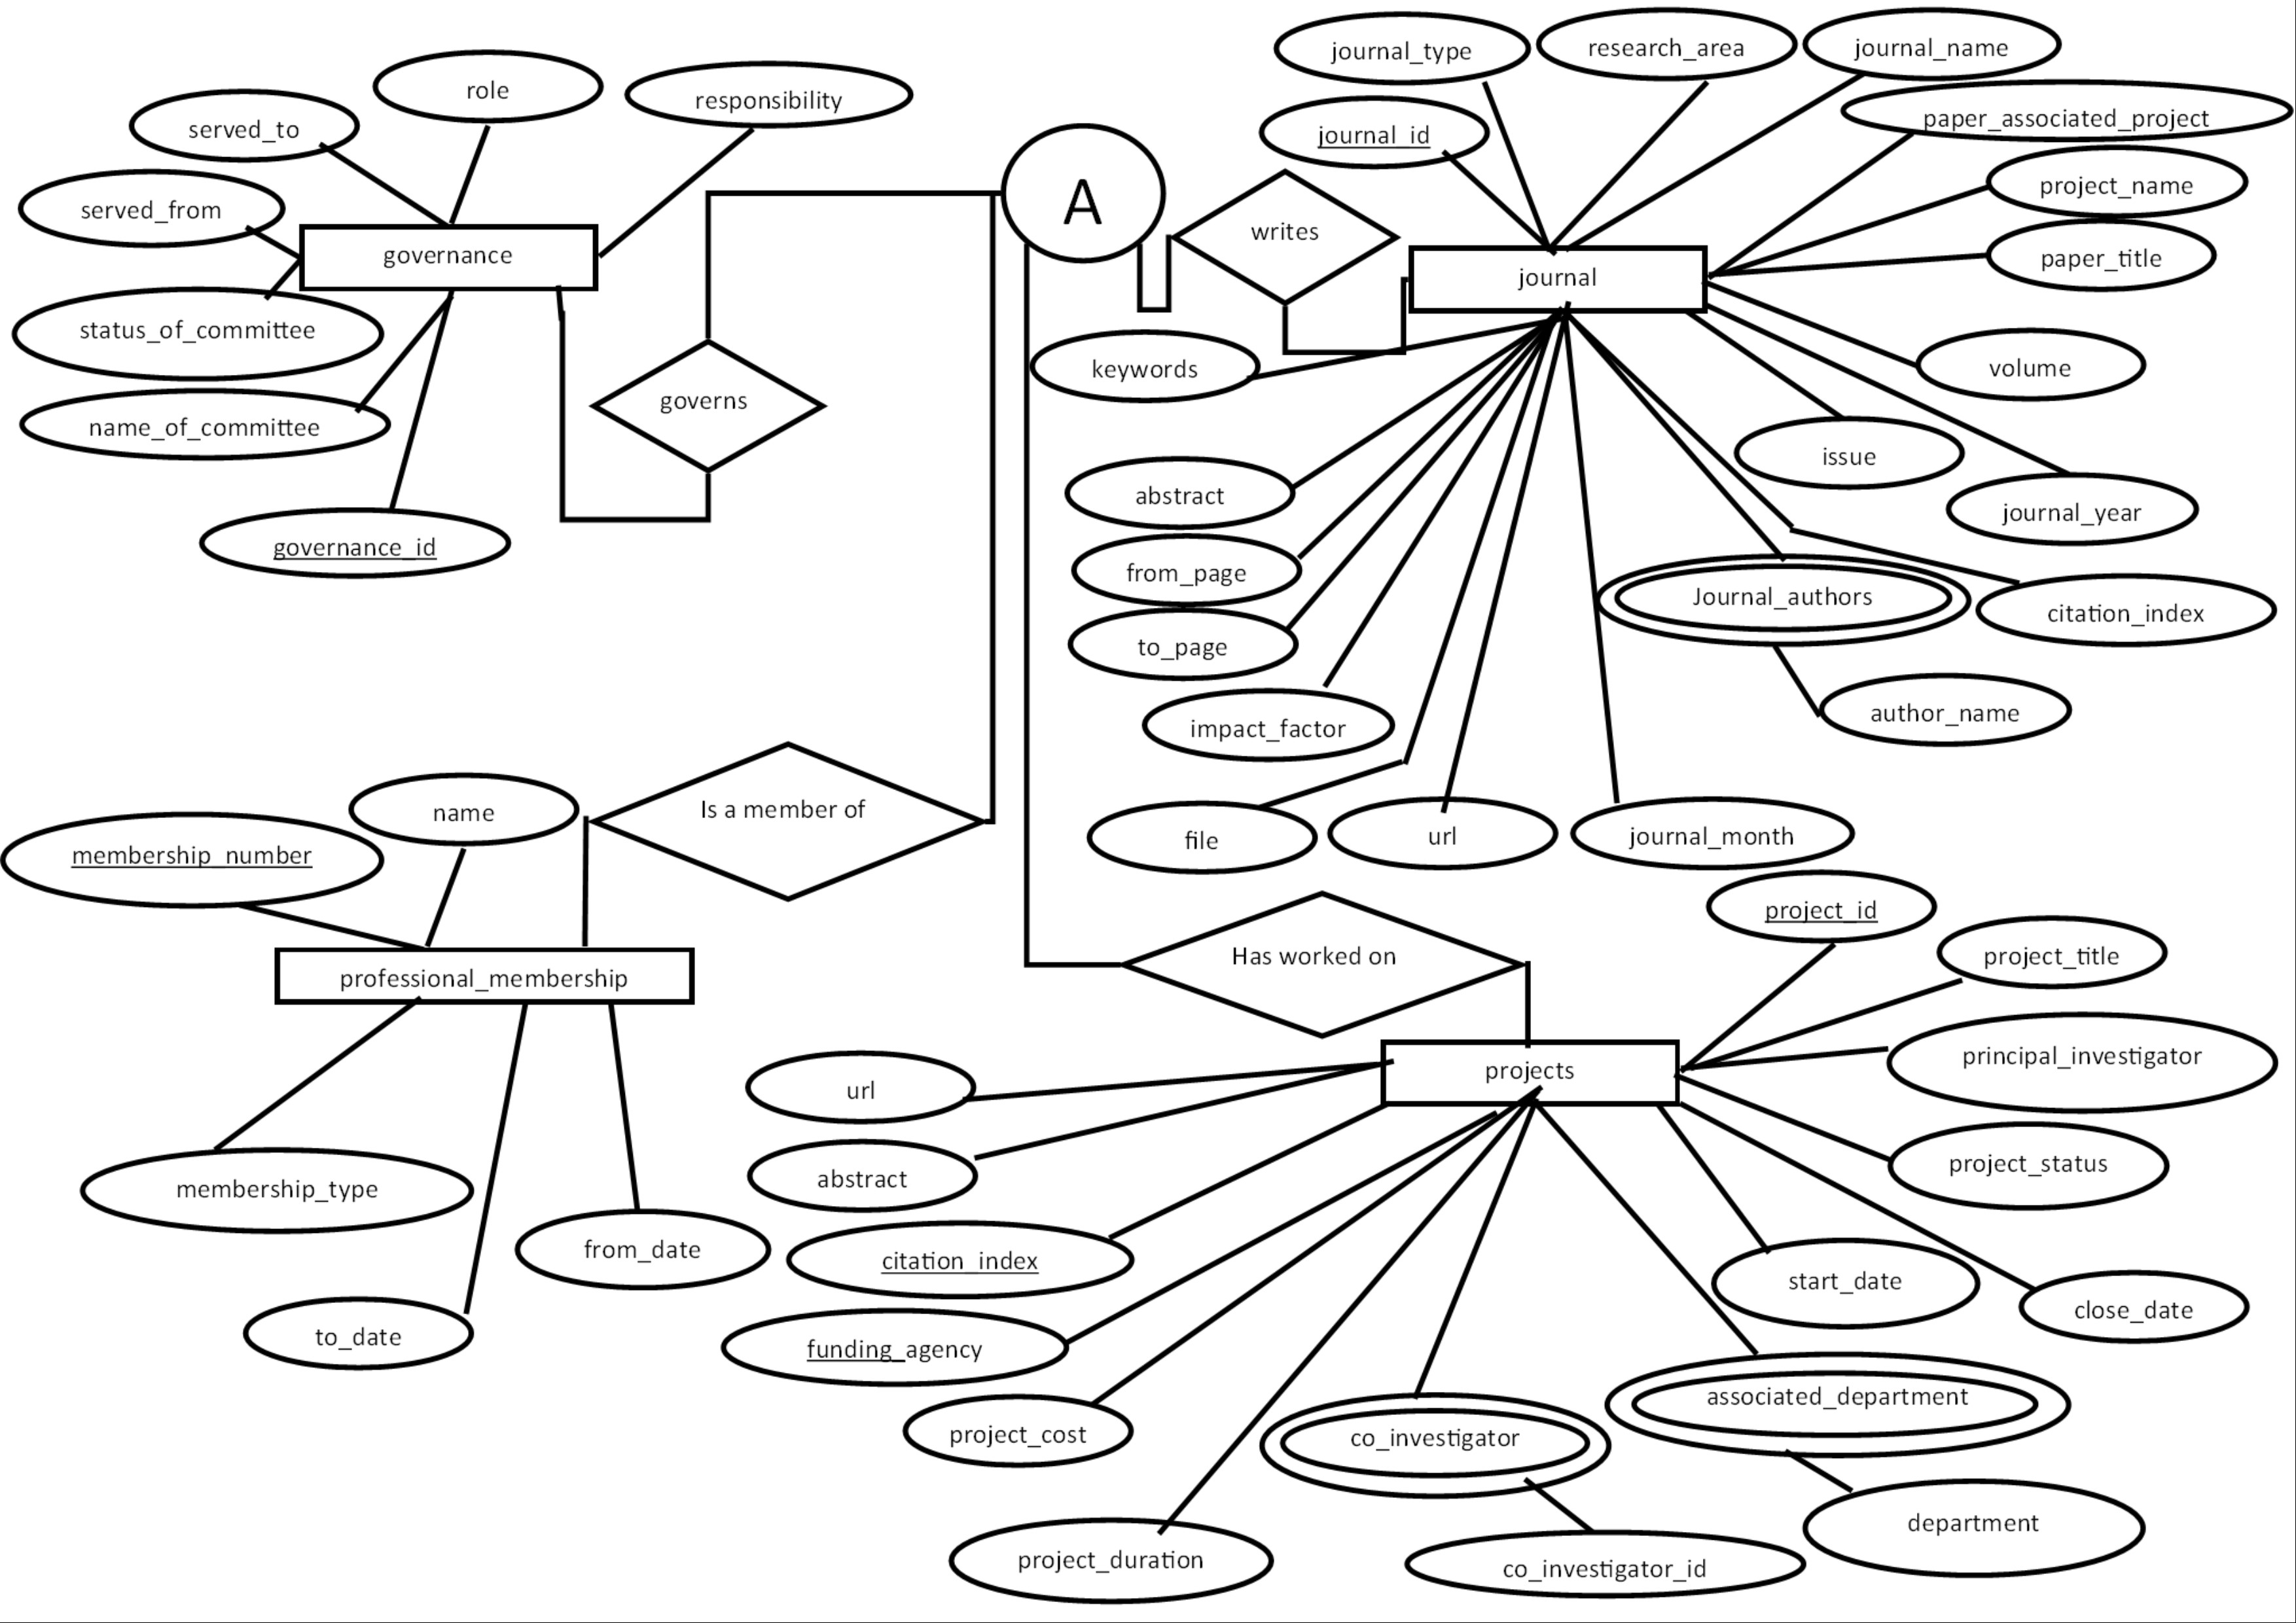 journal_type
research_area
journal_name
role
responsibility
served_to
paper_associated_project
journal_id
project_name
served_from
A
writes
governance
journal
paper_title
status_of_committee
keywords
volume
governs
name_of_committee
issue
abstract
journal_year
governance_id
from_page
Journal_authors
citation_index
to_page
author_name
impact_factor
name
Is a member of
file
url
journal_month
membership_number
project_id
Has worked on
project_title
professional_membership
projects
principal_investigator
url
abstract
project_status
membership_type
from_date
citation_index
start_date
close_date
to_date
funding_agency
associated_department
project_cost
co_investigator
department
project_duration
co_investigator_id